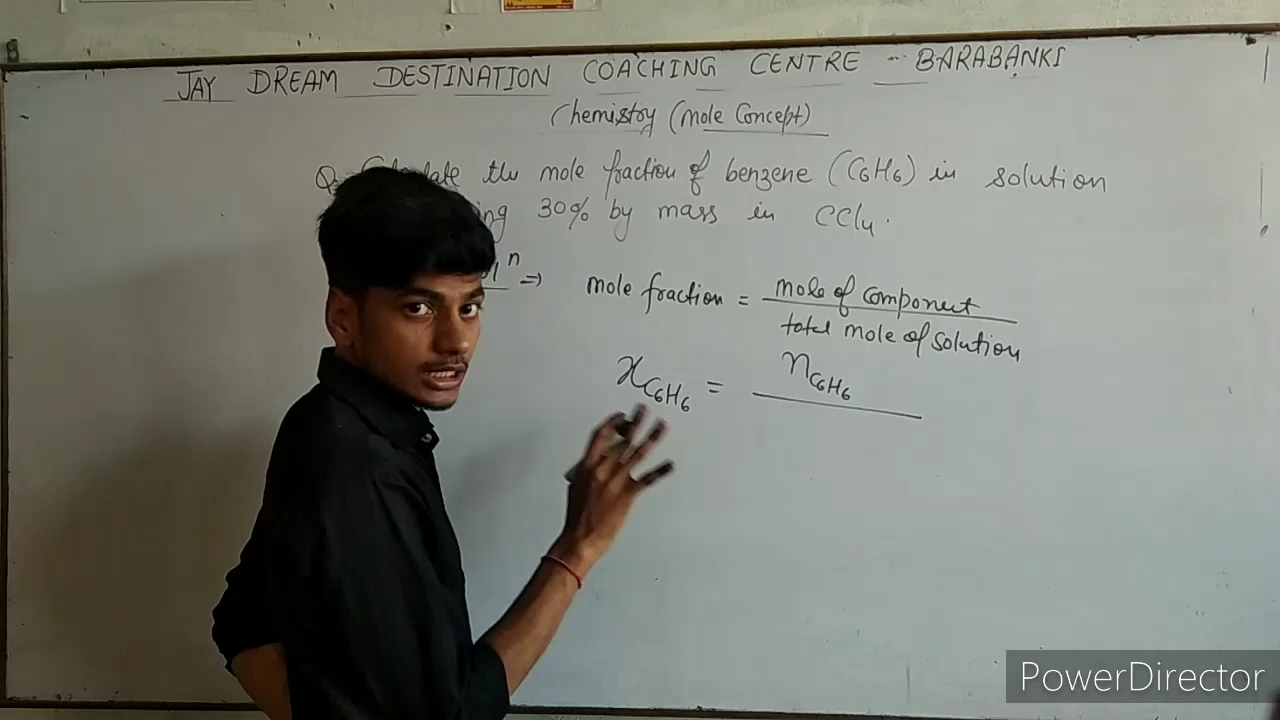 JAY DREAM DESTINATION COACHING CENTRE - BARABANKI
Chemistry (Mole Concept)
Q. Calculate the mole fraction of benzene (C6H6) in solution
30% by mass in CCl4.
n ⇒ mole fraction = mole of component
total mole of solution
x C6H6 = n C6H6
PowerDirector